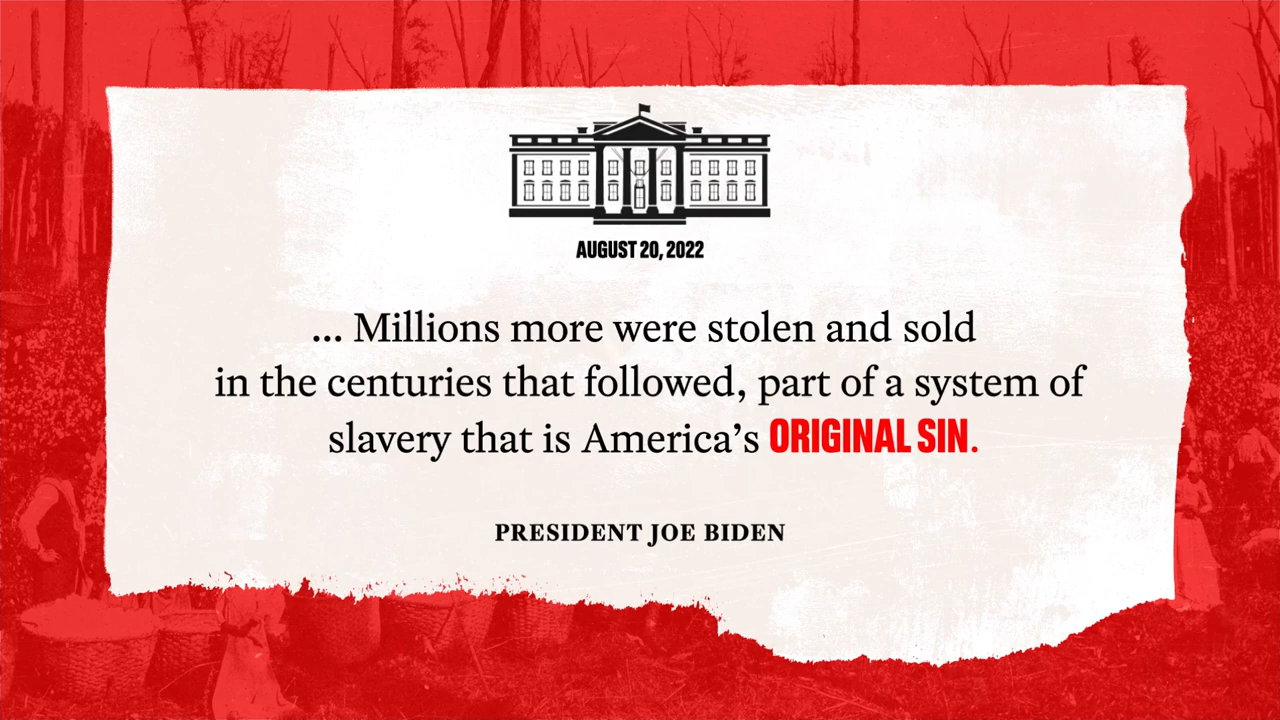 AUGUST 20, 2022
... Millions more were stolen and sold
in the centuries that followed, part of a system of
slavery that is America’s ORIGINAL SIN.
PRESIDENT JOE BIDEN